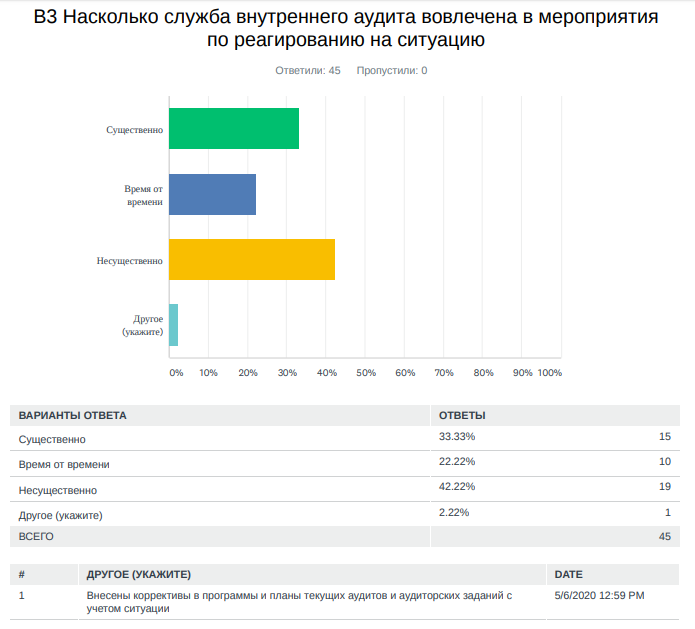 B3 Насколько служба внутреннего аудита вовлечена в мероприятия
по реагированию на ситуацию
Ответили: 45 Пропустили: 0
Существенно
Время от
времени
Несущественно
Другое
(укажите)
0% 10% 20% 30% 40% 50% 60% 70% 80% 90% 100%
ВАРИАНТЫ ОТВЕТА ОТВЕТЫ
Существенно 33.33% 15
Время от времени 22.22% 10
Несущественно 42.22% 19
Другое (укажите) 2.22% 1
ВСЕГО 45
# ДРУГОЕ (УКАЖИТЕ) DATE
1 Внесены коррективы в программы и планы текущих аудитов и аудиторских заданий с 5/6/2020 12:59 PM
учетом ситуации